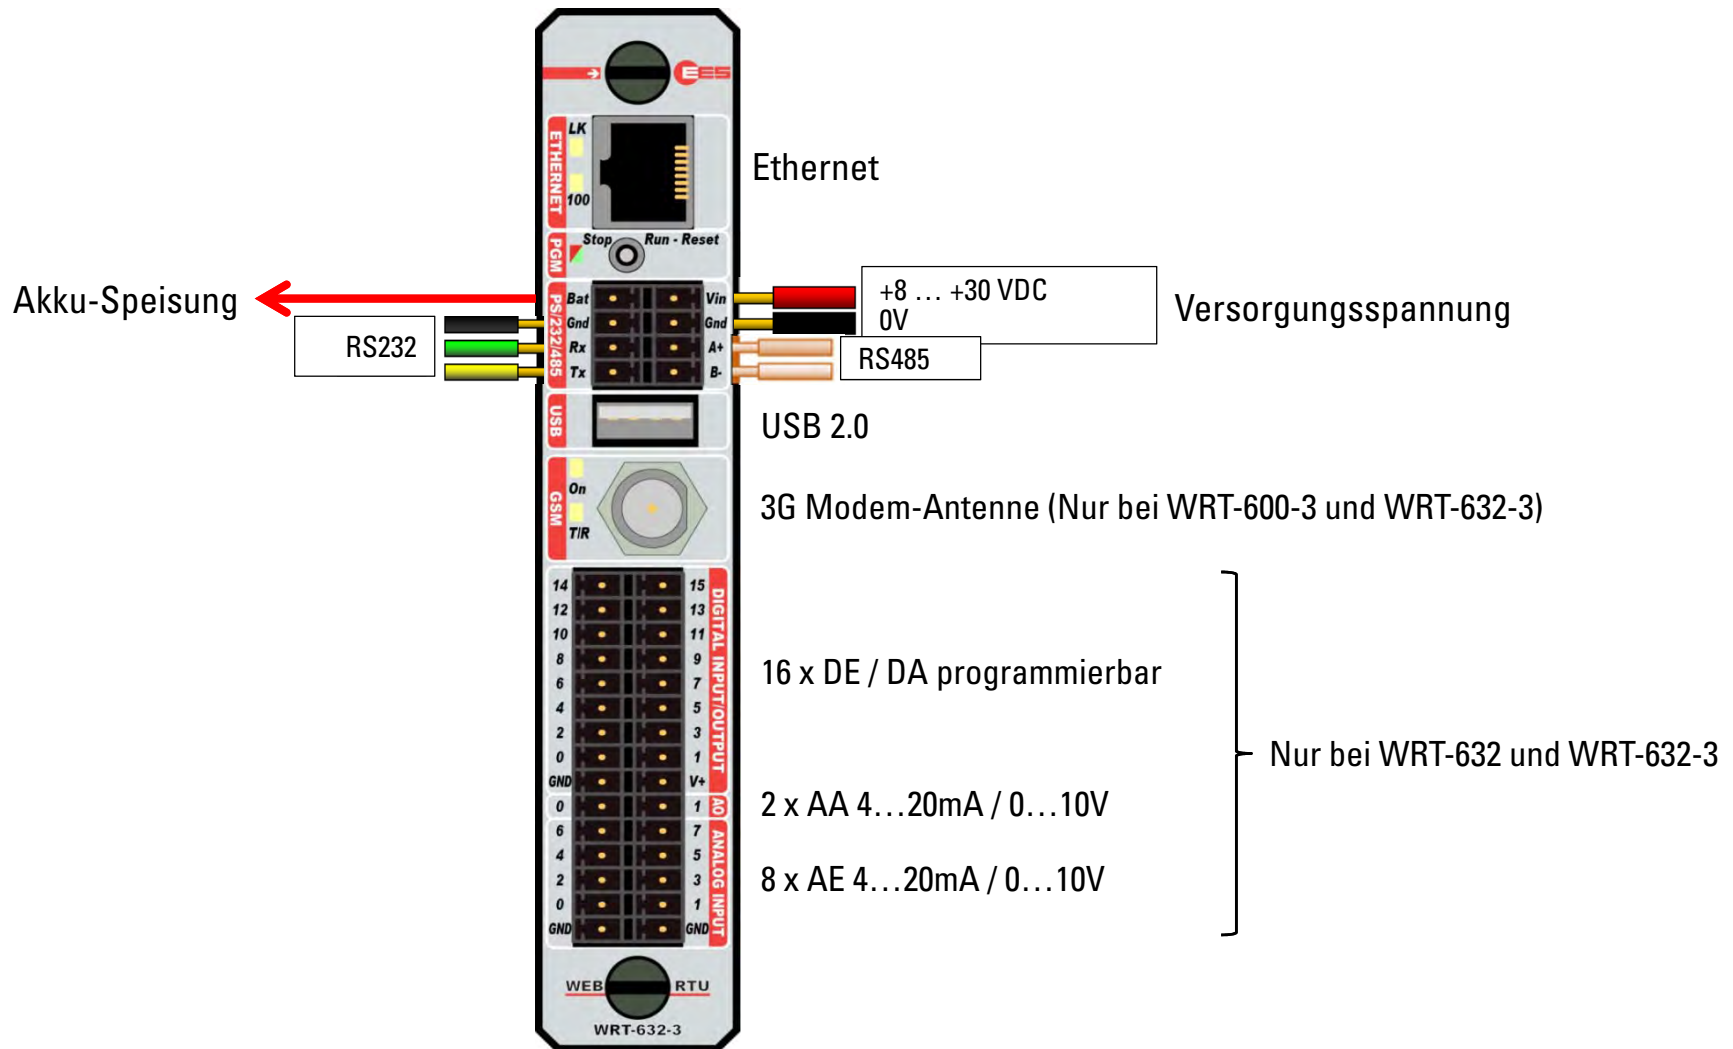 EES
LK
ETHERNET
100
Ethernet
Stop Run - Reset
PGM
Akku-Speisung
Bat Vin
+8 … +30 VDC
Versorgungsspannung
Gnd Gnd
0V
PS/232/485
RS232
Rx A+
RS485
Tx B-
USB
USB 2.0
GSM
On
T/R
3G Modem-Antenne (Nur bei WRT-600-3 und WRT-632-3)
14 15
12 13
10 11
8 9
6 7
4 5
2 3
0 1
GND V+
DIGITAL INPUT/OUTPUT
16 x DE / DA programmierbar
Nur bei WRT-632 und WRT-632-3
0 1
AO
2 x AA 4…20mA / 0…10V
6 7
4 5
2 3
0 1
GND GND
ANALOG INPUT
8 x AE 4…20mA / 0…10V
WEB RTU
WRT-632-3